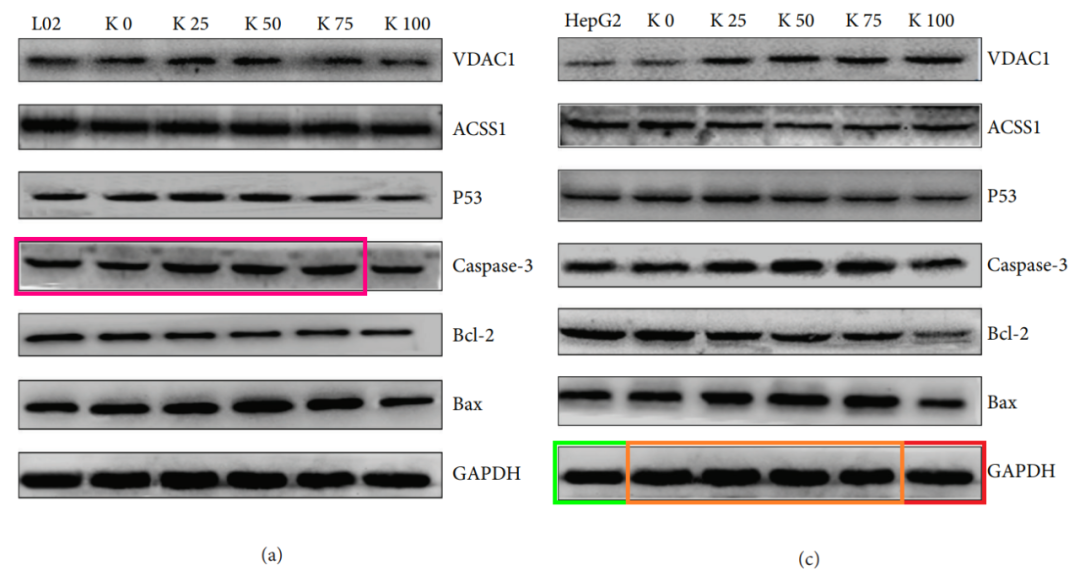 L02 K 0 K 25 K 50 K 75 K 100
VDAC1
ACSS1
P53
Caspase-3
Bcl-2
Bax
GAPDH
(a)
HepG2 K 0 K 25 K 50 K 75 K 100
VDAC1
ACSS1
P53
Caspase-3
Bcl-2
Bax
GAPDH
(c)